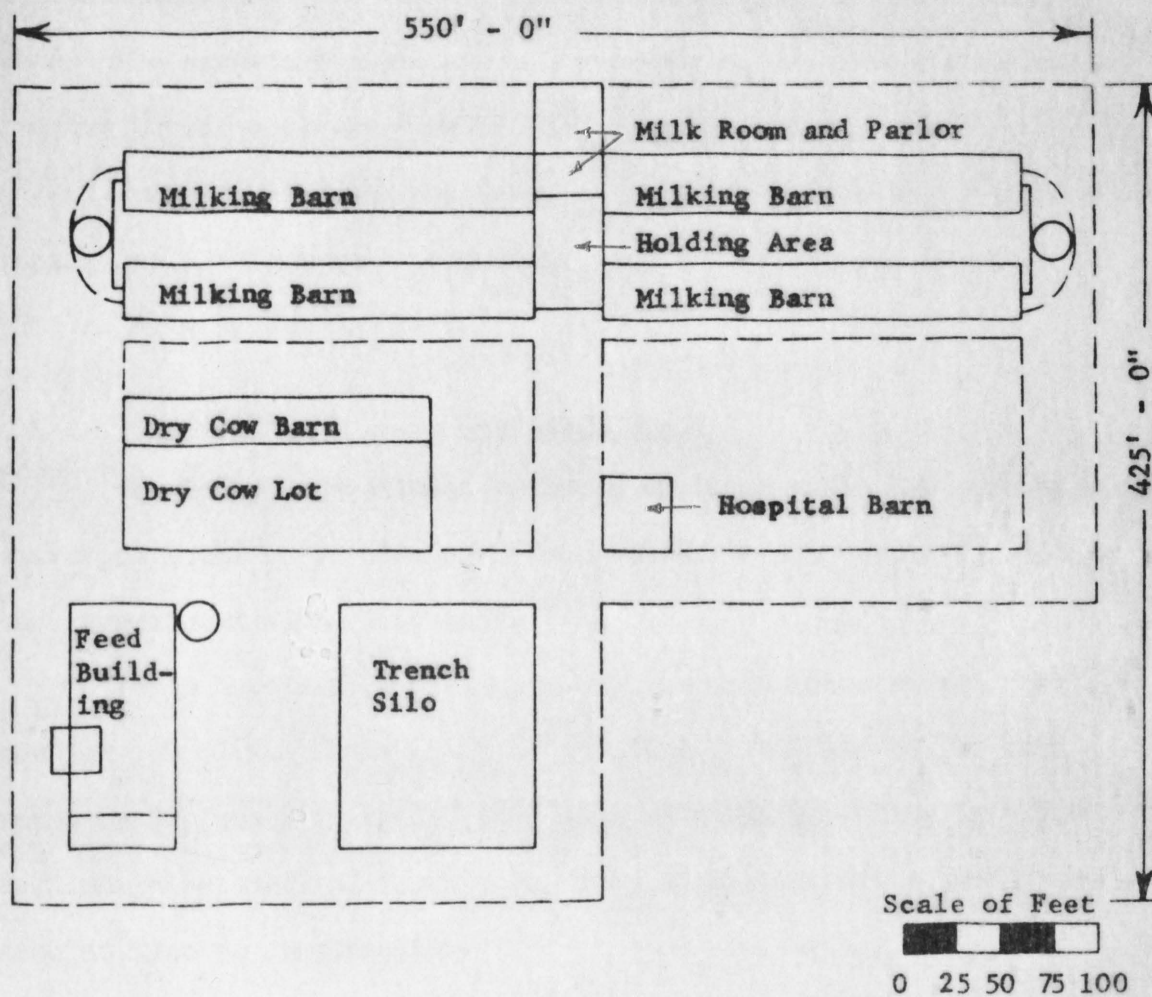 550' - 0"
Milk Room and Parlor
Milking Barn
Milking Barn
Holding Area
Milking Barn
Milking Barn
425' - 0"
Dry Cow Barn
Dry Cow Lot
Hospital Barn
Feed
Build-
ing
Trench
Silo
Scale of Feet
0 25 50 75 100